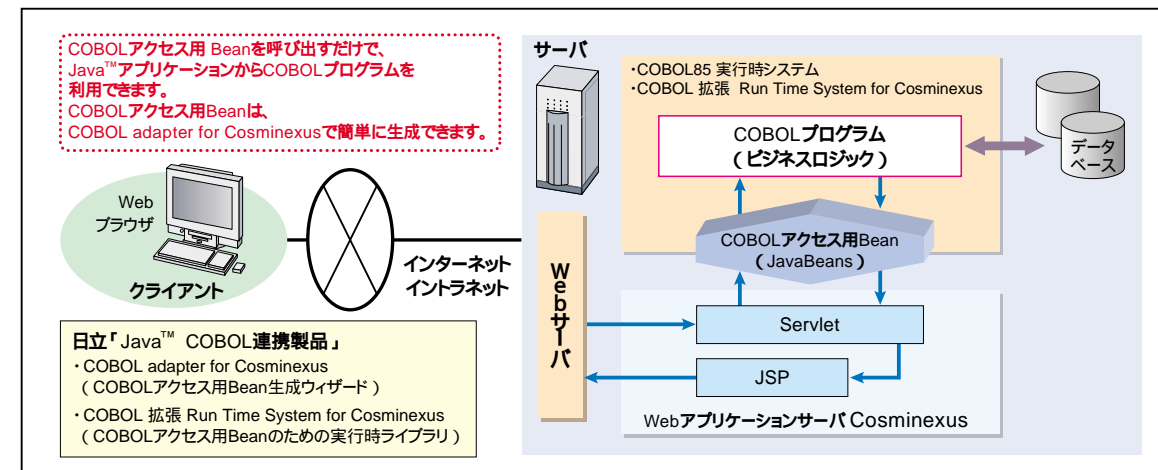 COBOLアクセス用 Beanを呼び出すだけで、
Java™アプリケーションからCOBOLプログラムを
利用できます。
COBOLアクセス用Beanは、
COBOL adapter for Cosminexusで簡単に生成できます。
Web
ブラウザ
クライアント
インターネット
イントラネット
日立「Java™ COBOL連携製品」
・COBOL adapter for Cosminexus
（COBOLアクセス用Bean生成ウィザード）
・COBOL 拡張 Run Time System for Cosminexus
（COBOLアクセス用Beanのための実行時ライブラリ）
サーバ
・COBOL85 実行時システム
・COBOL 拡張 Run Time System for Cosminexus
COBOLプログラム
（ビジネスロジック）
データ
ベース
COBOLアクセス用Bean
（JavaBeans）
Webサーバ
Servlet
JSP
Webアプリケーションサーバ Cosminexus